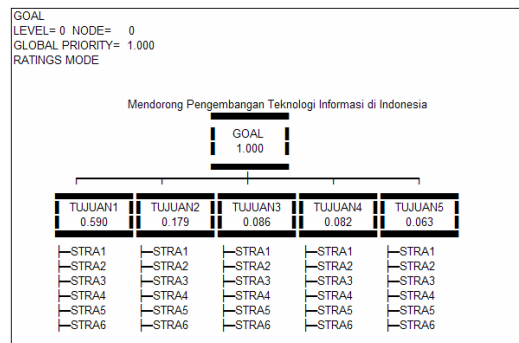 GOAL
LEVEL= 0 NODE= 0
GLOBAL PRIORITY= 1.000
RATINGS MODE
Mendorong Pengembangan Teknologi Informasi di Indonesia
GOAL
1.000
TUJUAN1 TUJUAN2 TUJUAN3 TUJUAN4 TUJUAN5
0.590 0.179 0.086 0.082 0.063
STRA1 STRA1 STRA1 STRA1 STRA1
STRA2 STRA2 STRA2 STRA2 STRA2
STRA3 STRA3 STRA3 STRA3 STRA3
STRA4 STRA4 STRA4 STRA4 STRA4
STRA5 STRA5 STRA5 STRA5 STRA5
STRA6 STRA6 STRA6 STRA6 STRA6